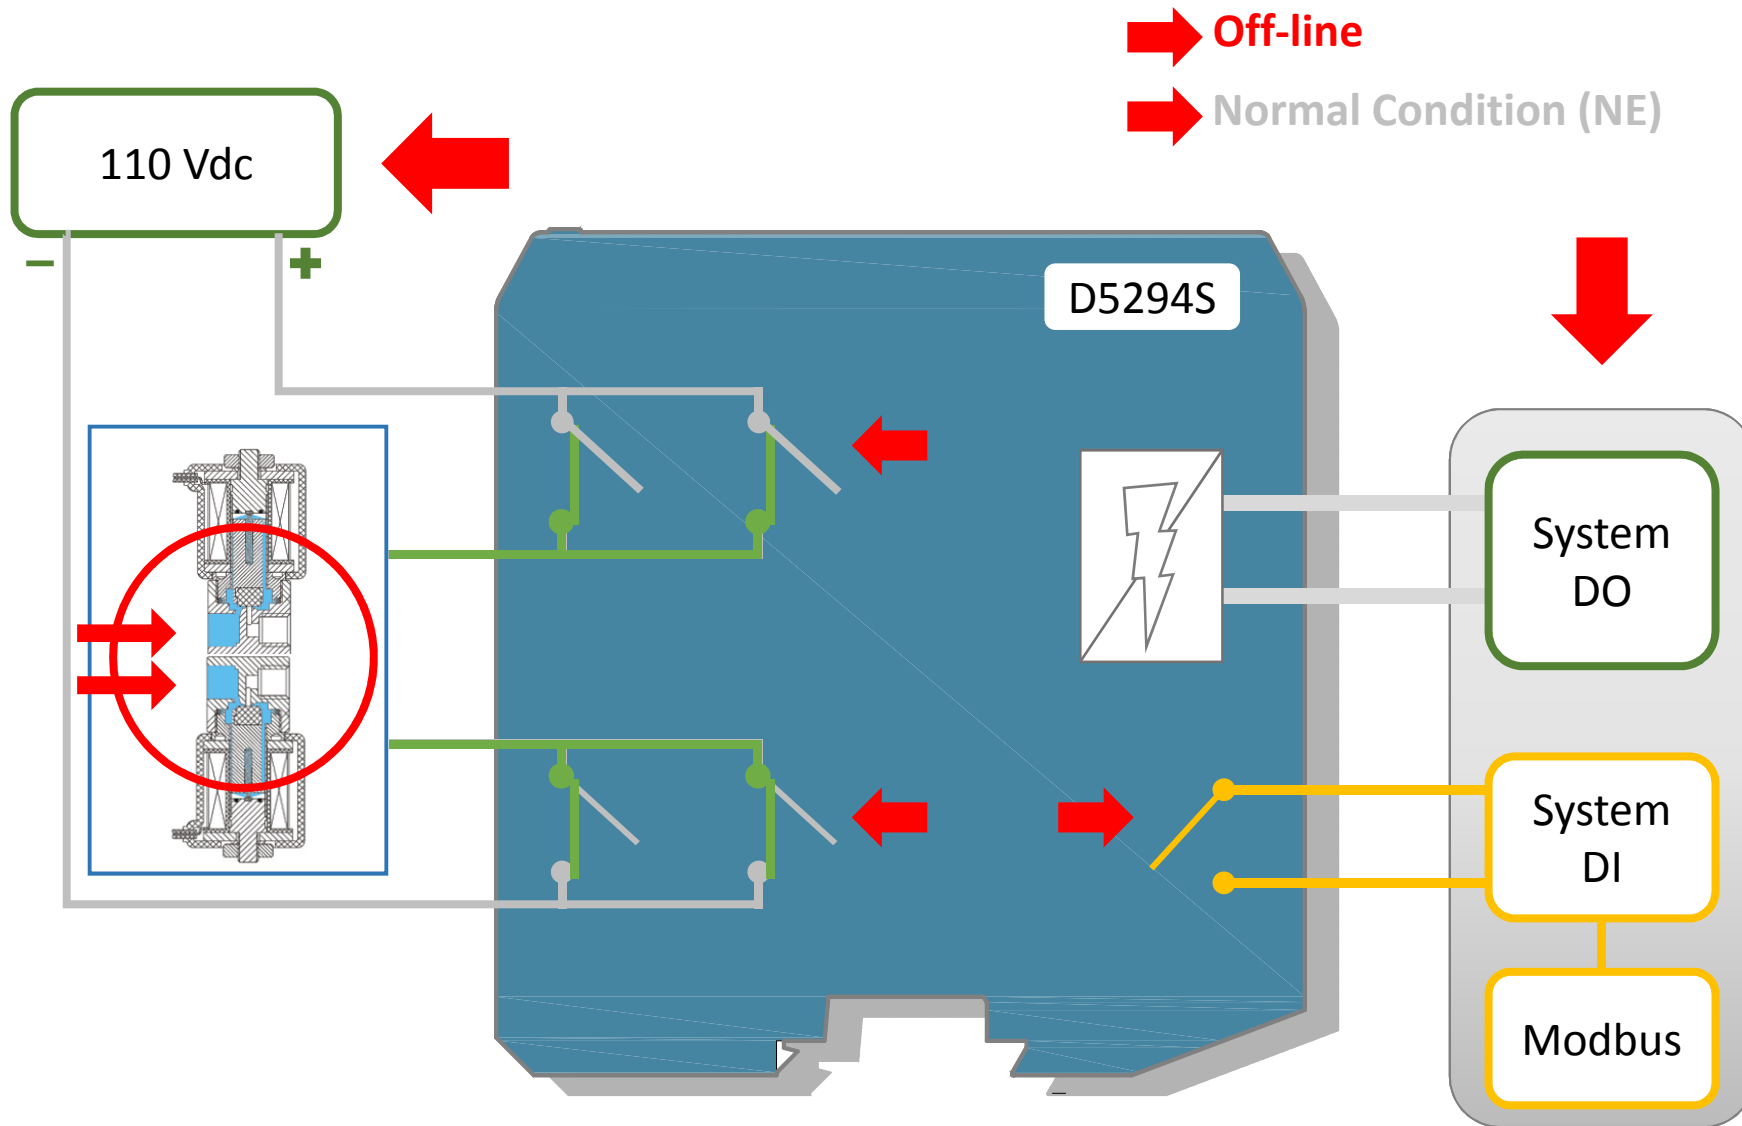 Off-line
Normal Condition (NE)
110 Vdc
–
+
D5294S
System
DO
System
DI
Modbus